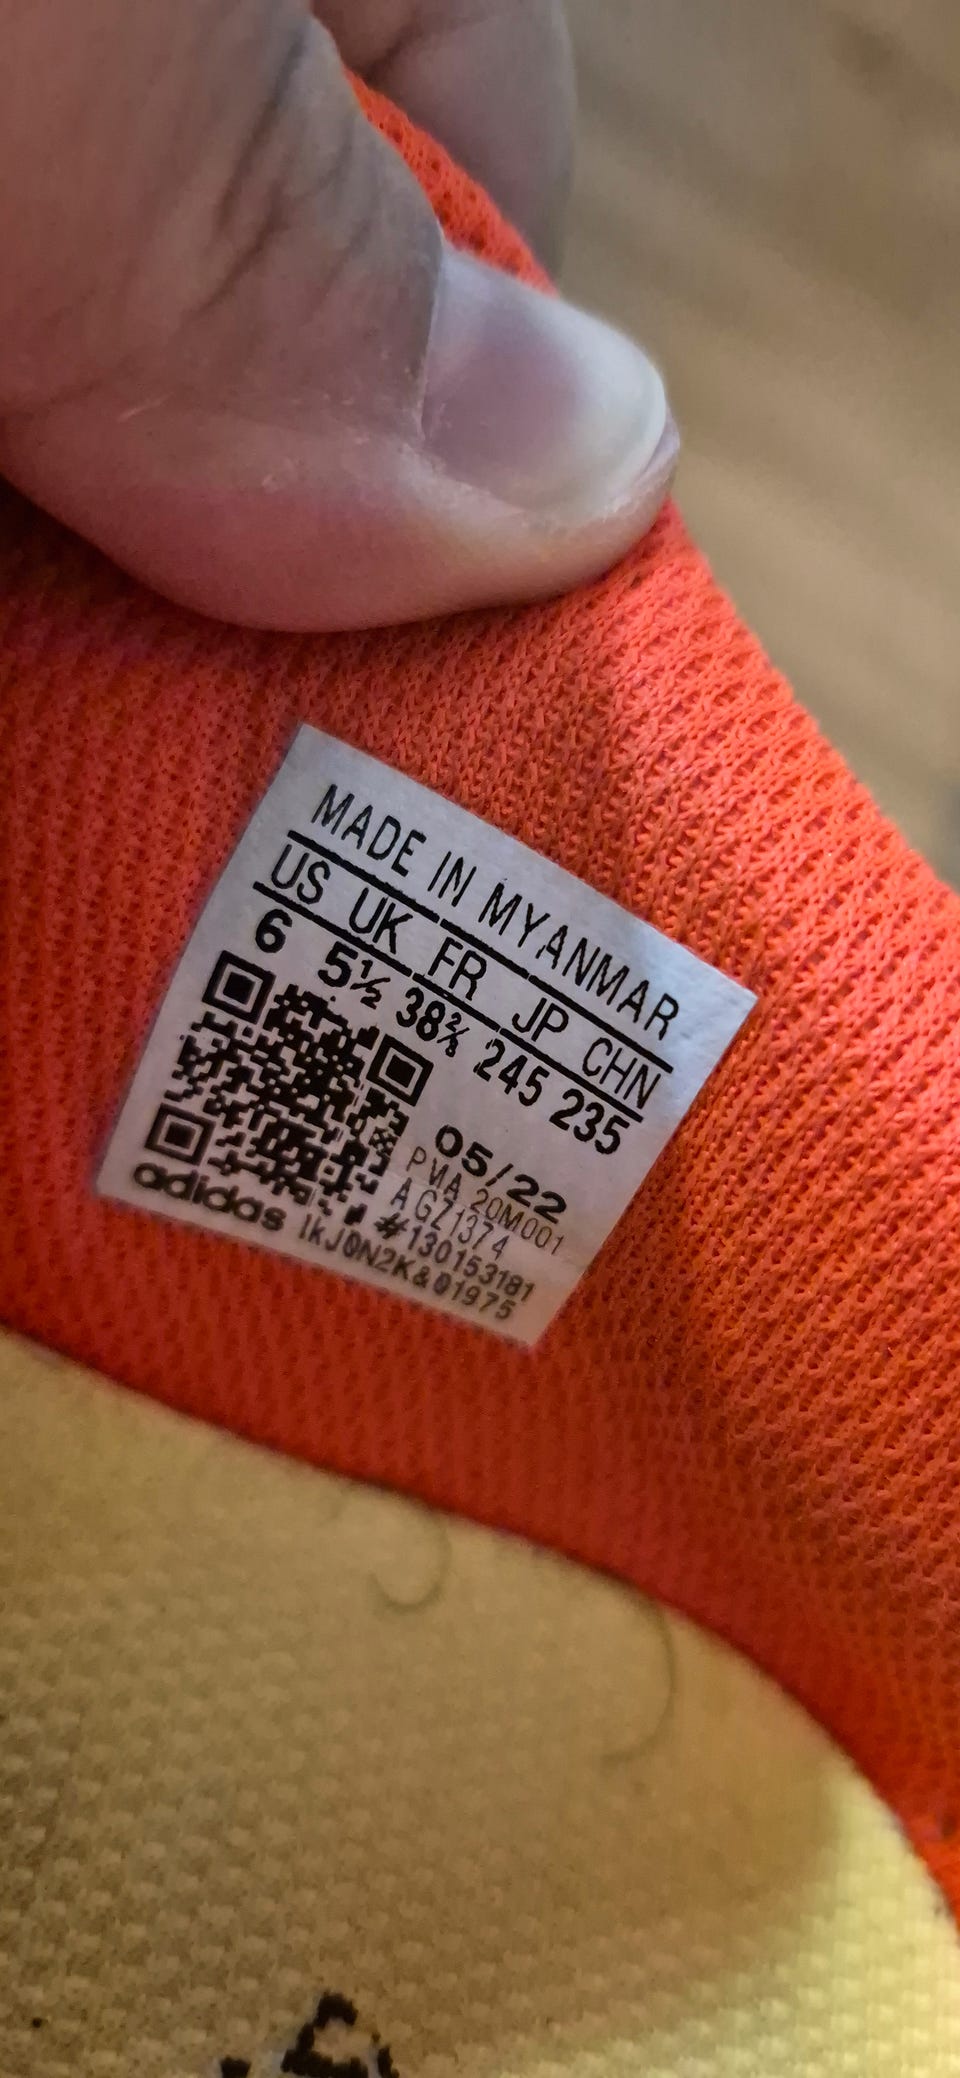 MADE IN MYANMAR
US UK FR JP CHN
6 5½ 38⅔ 245 235
05/22
PMA 20M001
AGZ1374
#130153181
adidas IkJ0N2K&01975